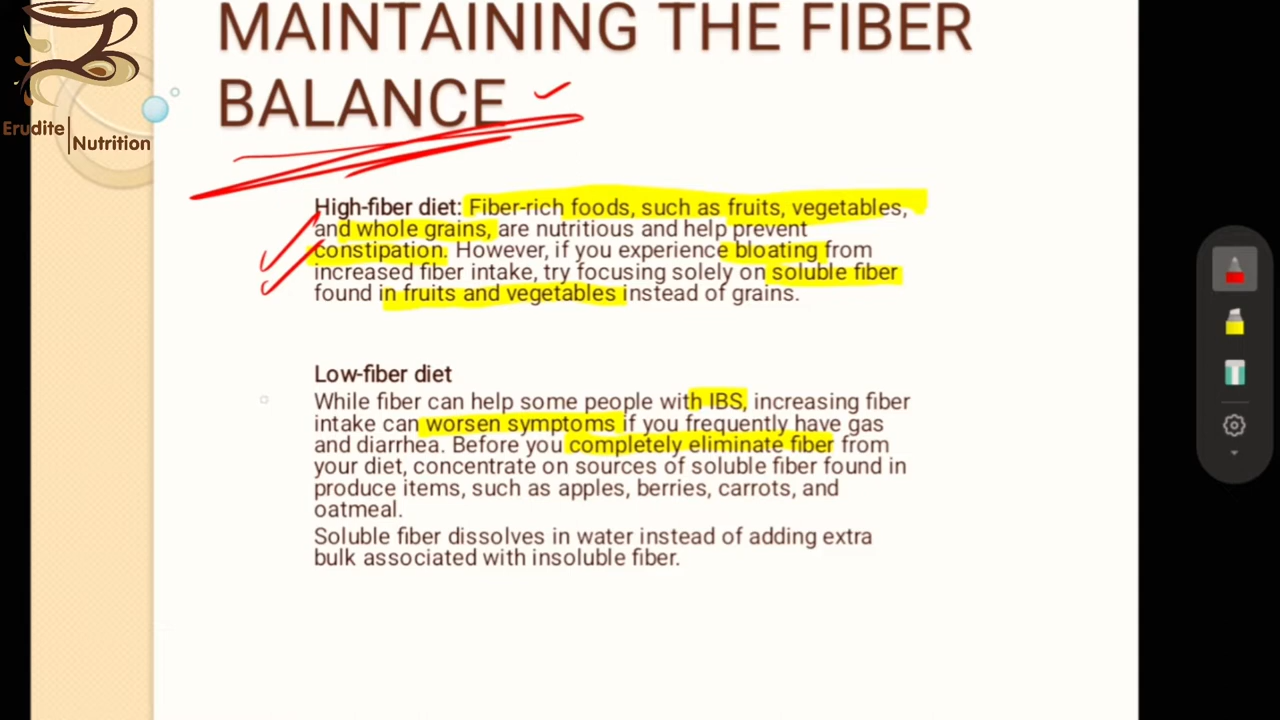 MAINTAINING THE FIBER
BALANCE
Erudite
Nutrition
High-fiber diet: Fiber-rich foods, such as fruits, vegetables,
and whole grains, are nutritious and help prevent
constipation. However, if you experience bloating from
increased fiber intake, try focusing solely on soluble fiber
found in fruits and vegetables instead of grains.
Low-fiber diet
While fiber can help some people with IBS, increasing fiber
intake can worsen symptoms if you frequently have gas
and diarrhea. Before you completely eliminate fiber from
your diet, concentrate on sources of soluble fiber found in
produce items, such as apples, berries, carrots, and
oatmeal.
Soluble fiber dissolves in water instead of adding extra
bulk associated with insoluble fiber.